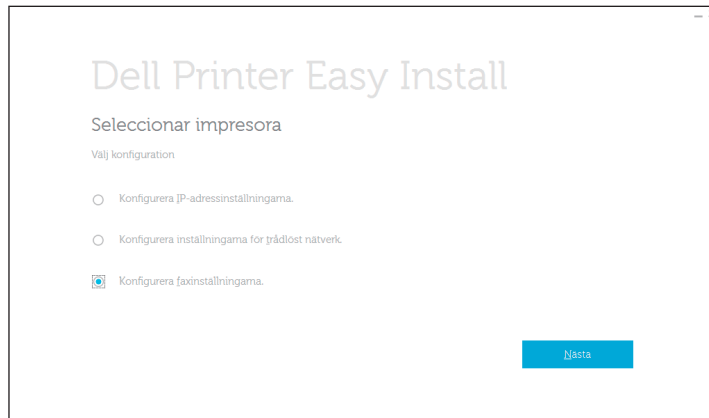 Dell Printer Easy Install
Seleccionar impresora
Välj konfiguration
Konfigurera IP-adressinställningarna.
Konfigurera inställningarna för trådlöst nätverk.
Konfigurera faxinställningarna.
Nästa